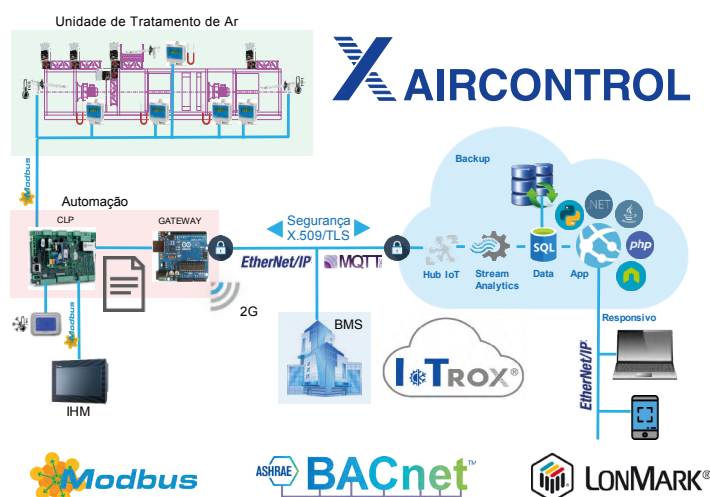 Unidade de Tratamento de Ar
X AIRCONTROL
Modbus
Automação
CLP
GATEWAY
Segurança
X.509/TLS
EtherNet/IP
MQTT
2G
Modbus
IHM
BMS
IoTROX®
Backup
Hub IoT
Stream
Analytics
SQL
Data
App
.NET
php
Responsivo
EtherNet/IP
Modbus
ASHRAE BACnet™
LONMARK®